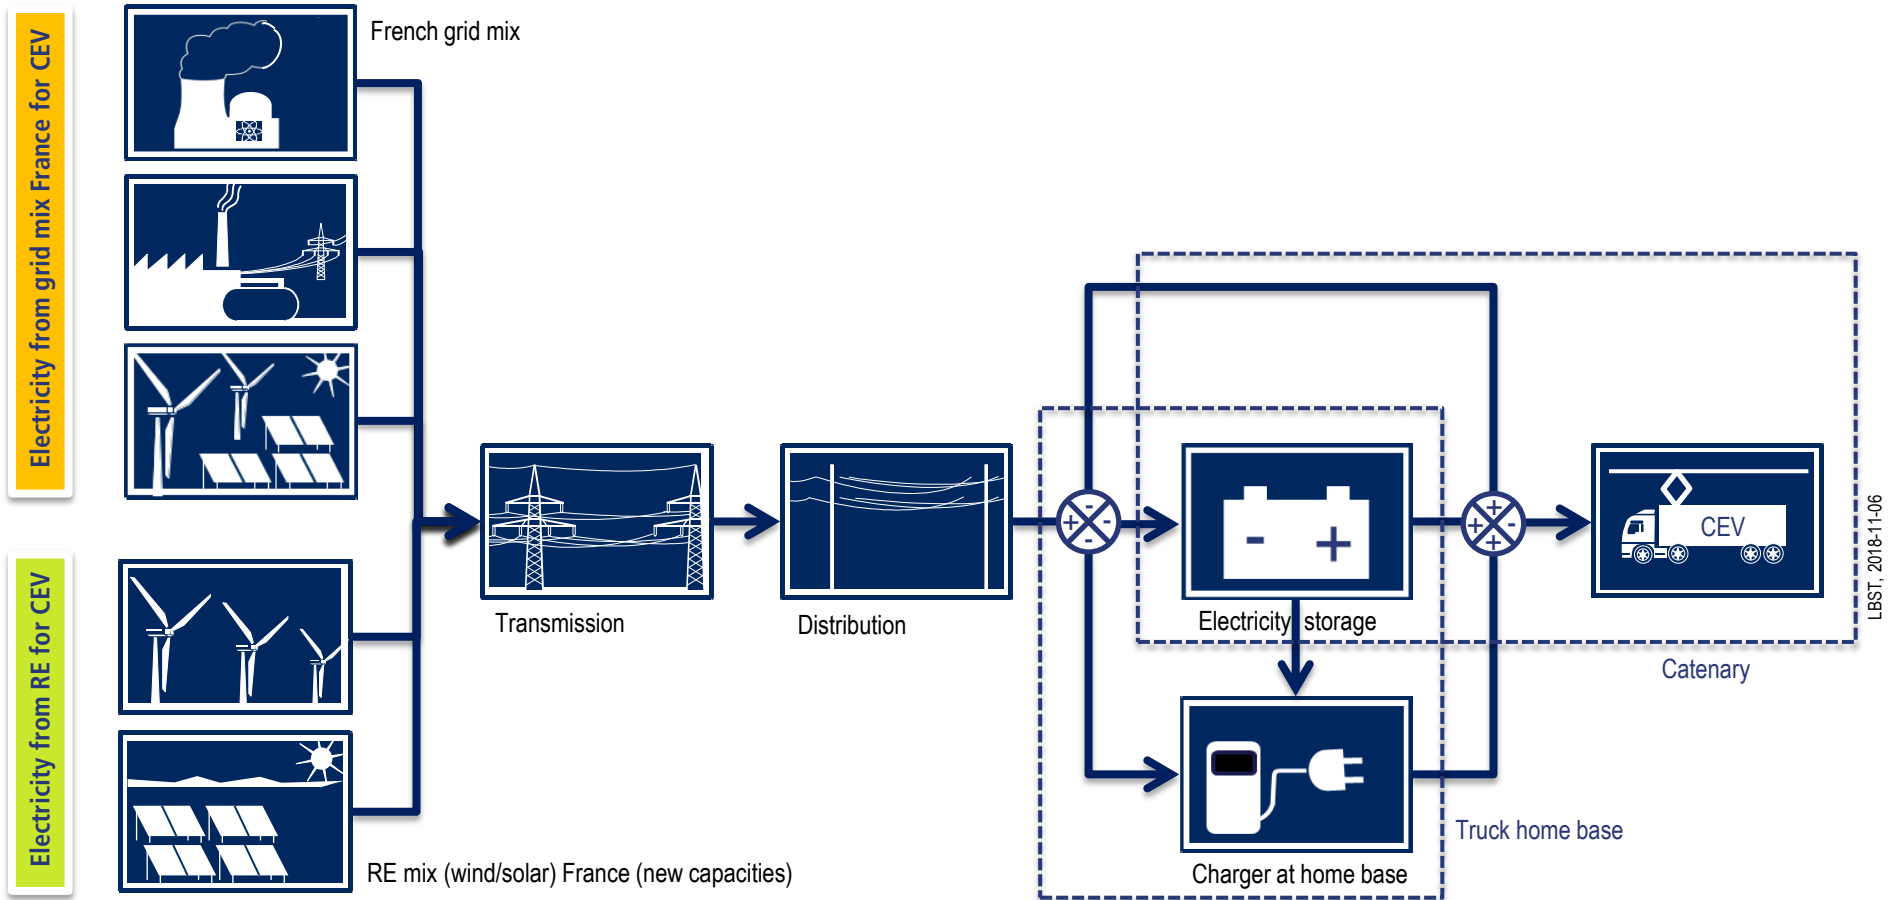 Electricity from grid mix France for CEV
French grid mix
Electricity from RE for CEV
RE mix (wind/solar) France (new capacities)
Transmission
Distribution
+ - - -
- +
Electricity storage
+ + - +
CEV
Catenary
Charger at home base
Truck home base
LBST, 2018-11-06